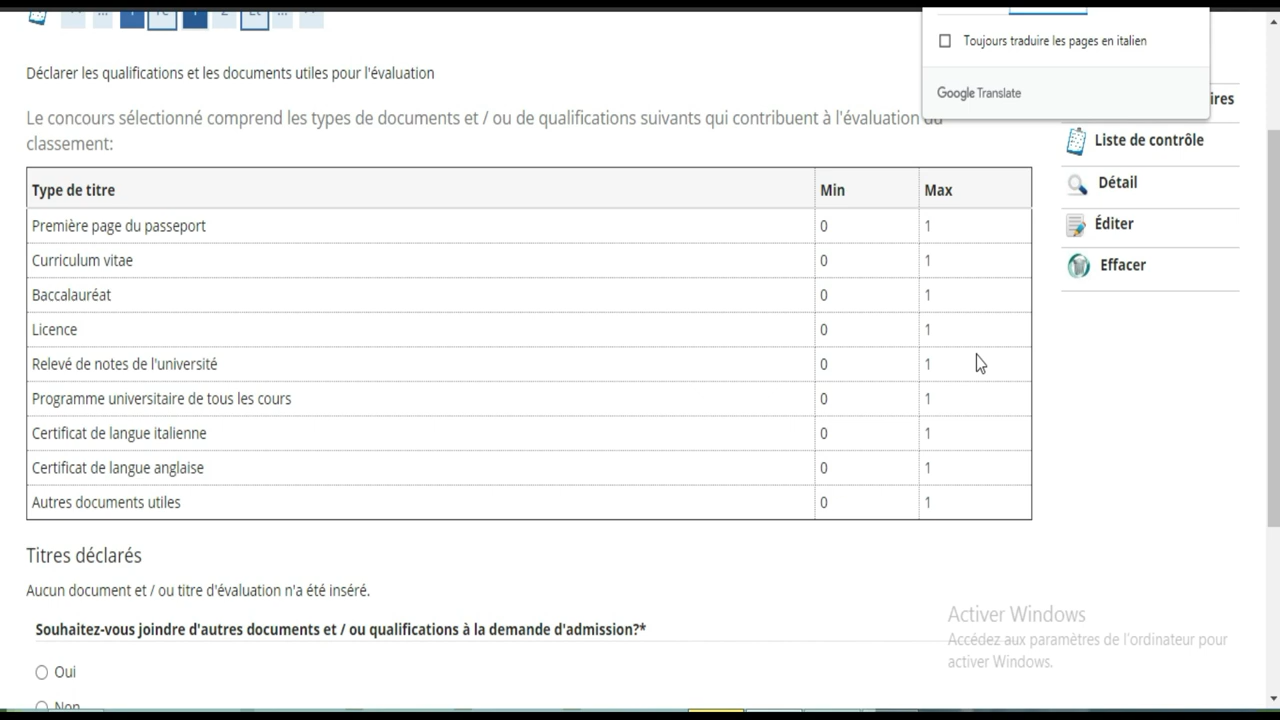 Toujours traduire les pages en italien
Google Translate
Déclarer les qualifications et les documents utiles pour l'évaluation
Le concours sélectionné comprend les types de documents et / ou de qualifications suivants qui contribuent à l'évaluation du
classement:
Type de titre Min Max
Première page du passeport 0 1
Curriculum vitae 0 1
Baccalauréat 0 1
Licence 0 1
Relevé de notes de l'université 0 1
Programme universitaire de tous les cours 0 1
Certificat de langue italienne 0 1
Certificat de langue anglaise 0 1
Autres documents utiles 0 1
Liste de contrôle
Détail
Éditer
Effacer
Titres déclarés
Aucun document et / ou titre d'évaluation n'a été inséré.
Souhaitez-vous joindre d'autres documents et / ou qualifications à la demande d'admission?*
Oui
Non
Activer Windows
Accédez aux paramètres de l'ordinateur pour
activer Windows.